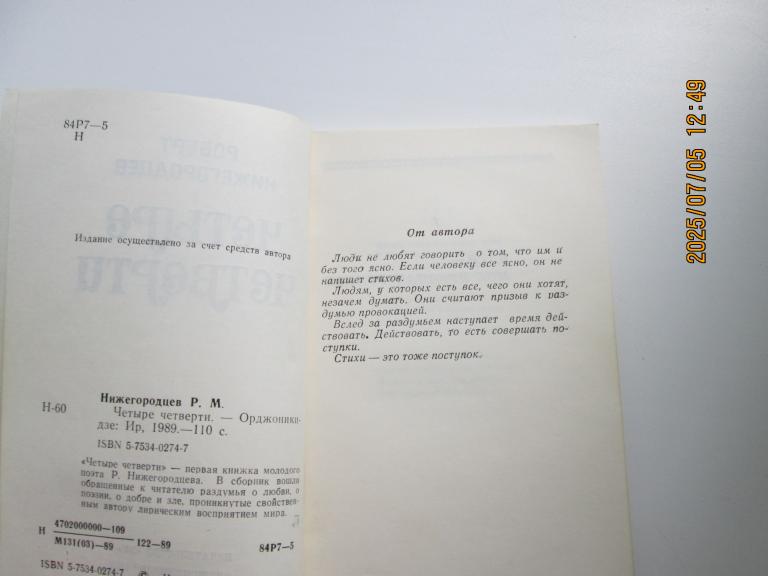 84Р7—5
Н
Издание осуществлено за счет средств автора
Нижегородцев Р. М.
Н-60
Четыре четверти. — Орджоники-
дзе: Ир, 1989.—110 с.
ISBN 5-7534-0274-7
«Четыре четверти» — первая книжка молодого
поэта Р. Нижегородцева. В сборник вошли
обращенные к читателю раздумья о любви, о
поэзии, о добре и зле, проникнутые свойствен-
ным автору лирическим восприятием мира.
Н
4702000000—109
М131(03)—89
122—89
84Р7—5
ISBN 5-7534-0274-7
От автора
Люди не любят говорить о том, что им и
без того ясно. Если человеку все ясно, он не
напишет стихов.
Людям, у которых есть все, чего они хотят,
незачем думать. Они считают призыв к раз-
думью провокацией.
Вслед за раздумьем наступает время дей-
ствовать. Действовать, то есть совершать по-
ступки.
Стихи — это тоже поступок.
РОБЕРТ
НИЖЕГОРОДЦЕВ
ЧЕТЫРЕ
ЧЕТВЕРТИ
2025/07/05 12:49